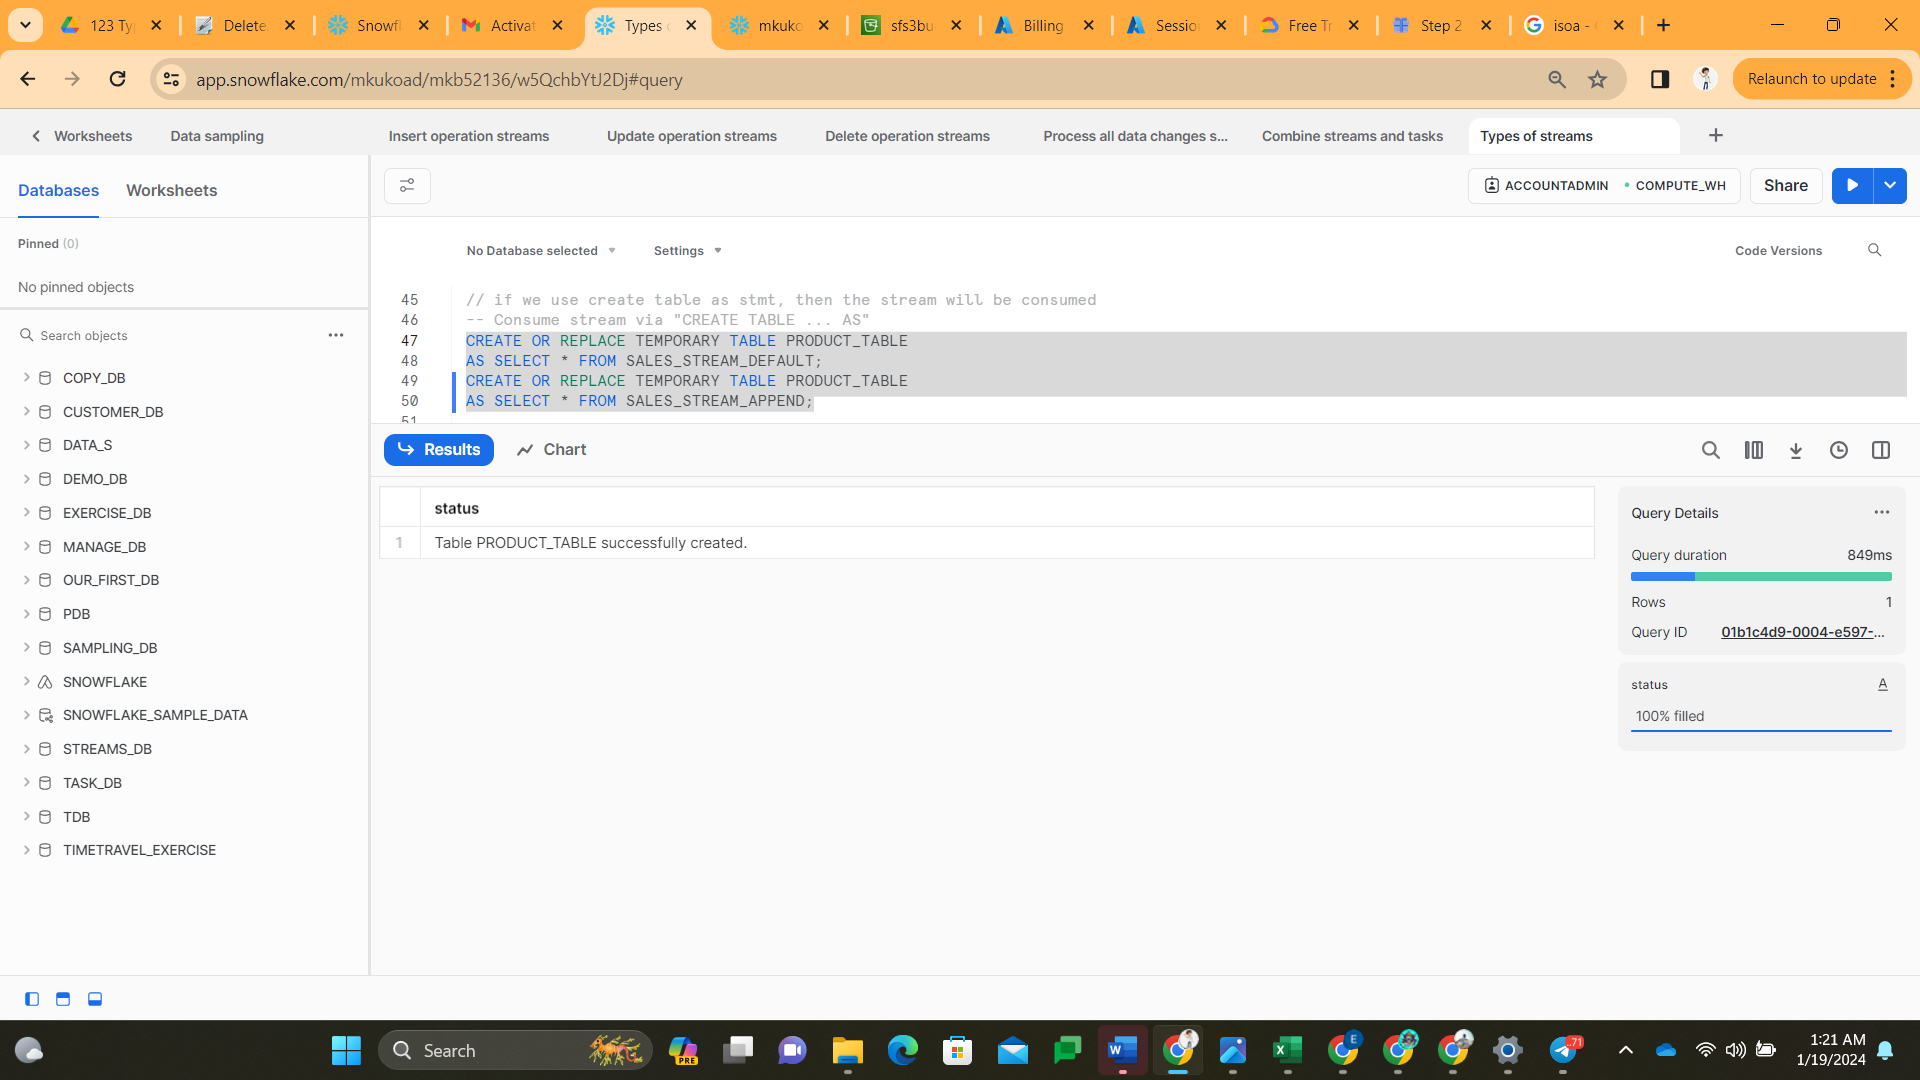 123 Ty
Delete
Snowfl
Activat
Types
mkuko
sfs3bu
Billing
Sessio
Free Tr
Step 2
isoa -
app.snowflake.com/mkukoad/mkb52136/w5QchbYtJ2Dj#query
Relaunch to update
Worksheets
Data sampling
Insert operation streams
Update operation streams
Delete operation streams
Process all data changes s...
Combine streams and tasks
Types of streams
Databases
Worksheets
ACCOUNTADMIN
COMPUTE_WH
Share
Pinned (0)
No pinned objects
Search objects
COPY_DB
CUSTOMER_DB
DATA_S
DEMO_DB
EXERCISE_DB
MANAGE_DB
OUR_FIRST_DB
PDB
SAMPLING_DB
SNOWFLAKE
SNOWFLAKE_SAMPLE_DATA
STREAMS_DB
TASK_DB
TDB
TIMETRAVEL_EXERCISE
No Database selected
Settings
Code Versions
45 // if we use create table as stmt, then the stream will be consumed
46 -- Consume stream via "CREATE TABLE ... AS"
47 CREATE OR REPLACE TEMPORARY TABLE PRODUCT_TABLE
48 AS SELECT * FROM SALES_STREAM_DEFAULT;
49 CREATE OR REPLACE TEMPORARY TABLE PRODUCT_TABLE
50 AS SELECT * FROM SALES_STREAM_APPEND;
51
Results
Chart
status
1 Table PRODUCT_TABLE successfully created.
Query Details
Query duration 849ms
Rows 1
Query ID 01b1c4d9-0004-e597-...
status A
100% filled
Search
PRE
E
71
1:21 AM
1/19/2024